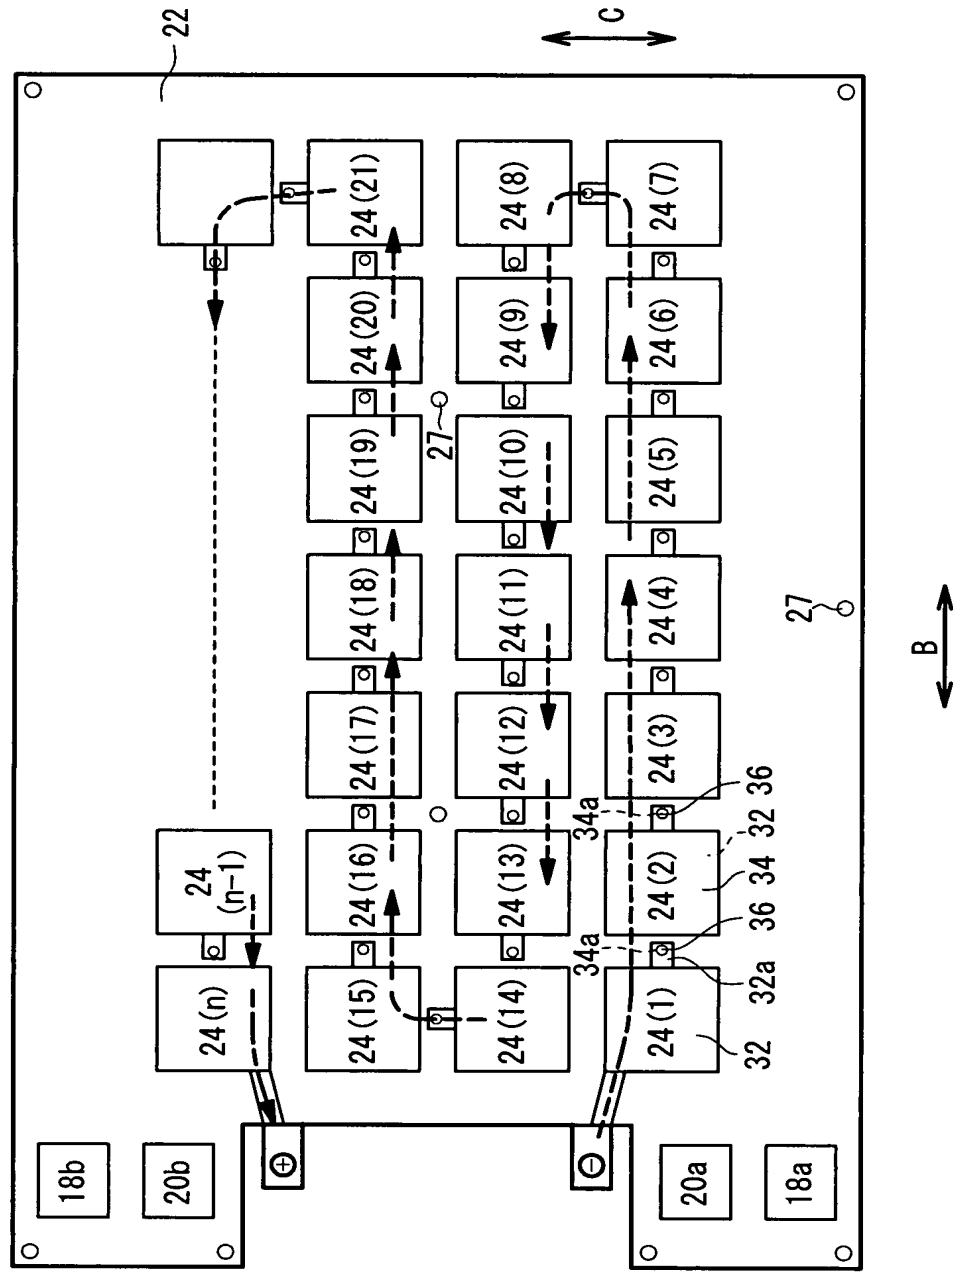 22
C
24(21)
24(8)
24(7)
24(20)
24(9)
24(6)
27
24(19)
24(10)
24(5)
24(18)
24(11)
24(4)
27
B
24(17)
24(12)
24(3)
34a
36
32
24
(n-1)
24(16)
24(13)
24(2)
34
34a
36
32a
24(n)
24(15)
24(14)
24(1)
32
+
−
18b
20b
20a
18a